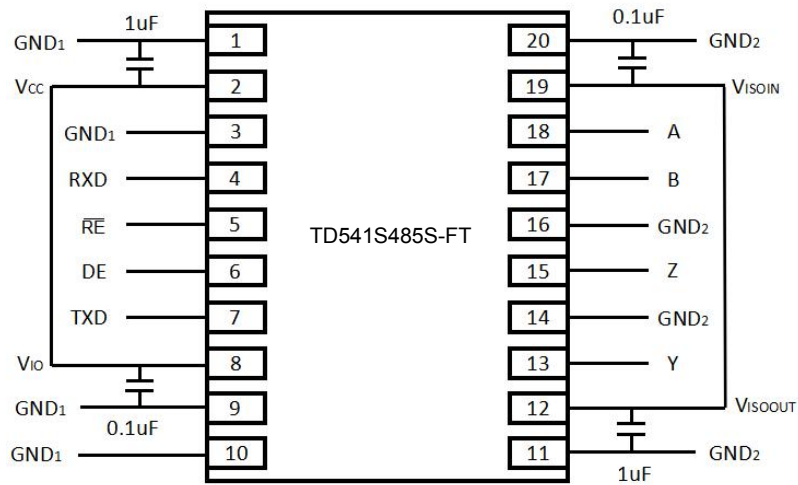 1uF
0.1uF
GND1 1 20 GND2
VCC 2 19 VISOIN
GND1 3 18 A
RXD 4 17 B
RE 5 16 GND2
TD541S485S-FT
DE 6 15 Z
TXD 7 14 GND2
VIO 8 13 Y
GND1 9 12 VISOOUT
0.1uF
GND1 10 11 GND2
1uF